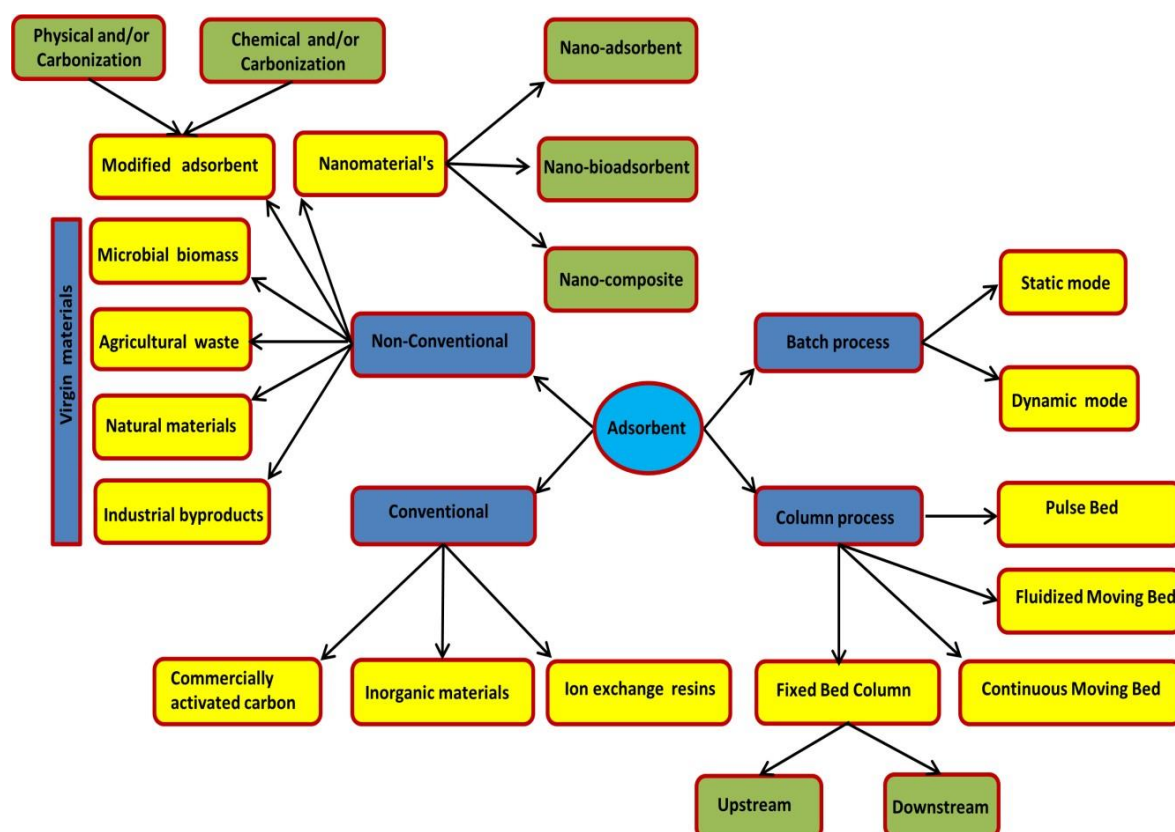 Physical and/or
Carbonization
Chemical and/or
Carbonization
Nano-adsorbent
Modified adsorbent
Nanomaterial's
Nano-bioadsorbent
Virgin materials
Microbial biomass
Nano-composite
Static mode
Agricultural waste
Non-Conventional
Batch process
Natural materials
Adsorbent
Dynamic mode
Industrial byproducts
Conventional
Column process
Pulse Bed
Fluidized Moving Bed
Commercially
activated carbon
Inorganic materials
Ion exchange resins
Fixed Bed Column
Continuous Moving Bed
Upstream
Downstream